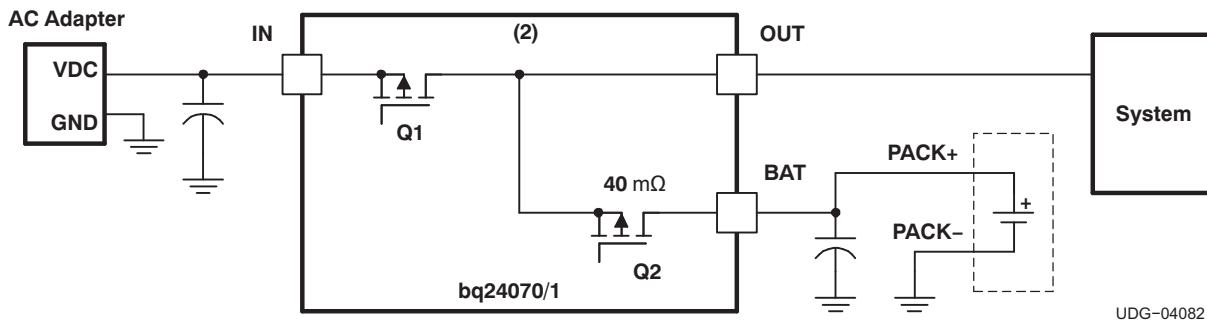 AC Adapter
VDC
GND
IN
(2)
OUT
Q1
System
PACK+
BAT
40 mΩ
+
PACK−
Q2
bq24070/1
UDG−04082